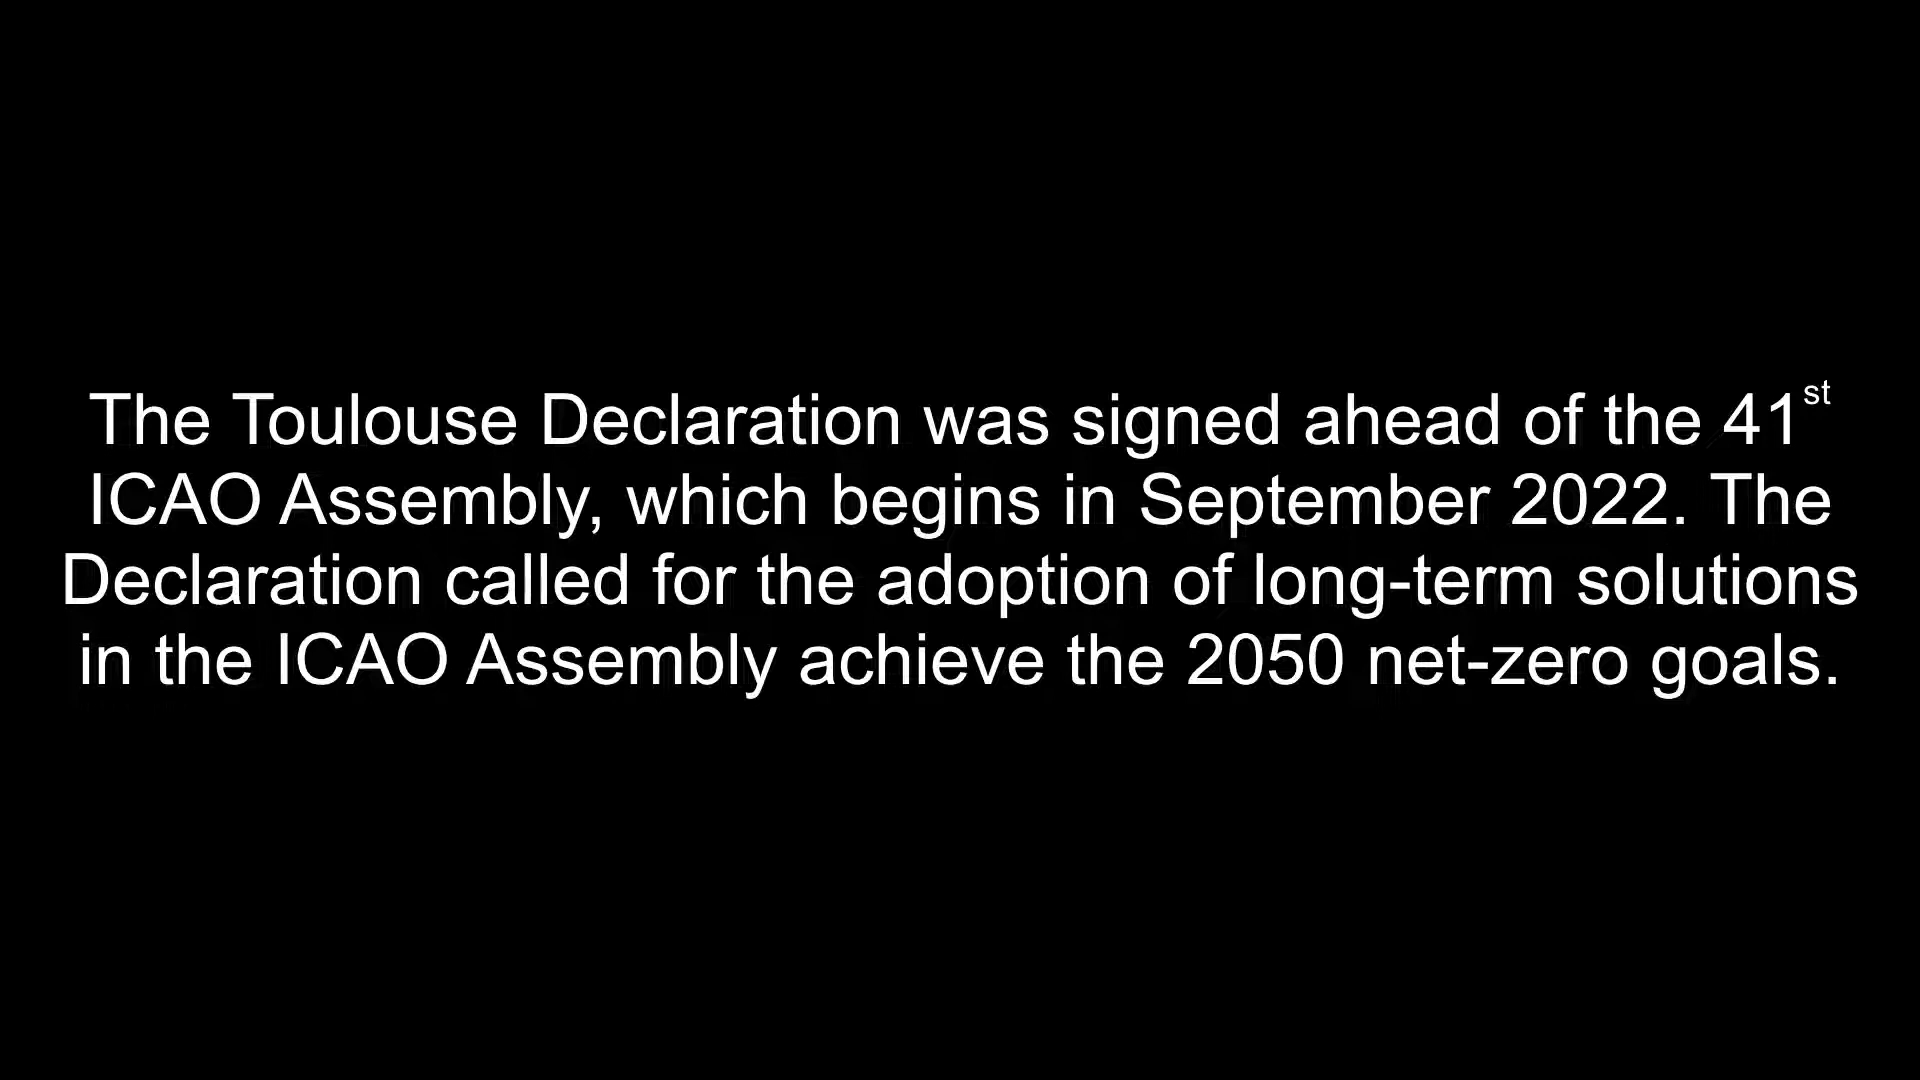 The Toulouse Declaration was signed ahead of the 41st
ICAO Assembly, which begins in September 2022. The
Declaration called for the adoption of long-term solutions
in the ICAO Assembly achieve the 2050 net-zero goals.